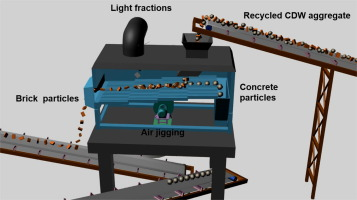 Light fractions
Recycled CDW aggregate
Brick particles
Concrete
particles
Air jigging